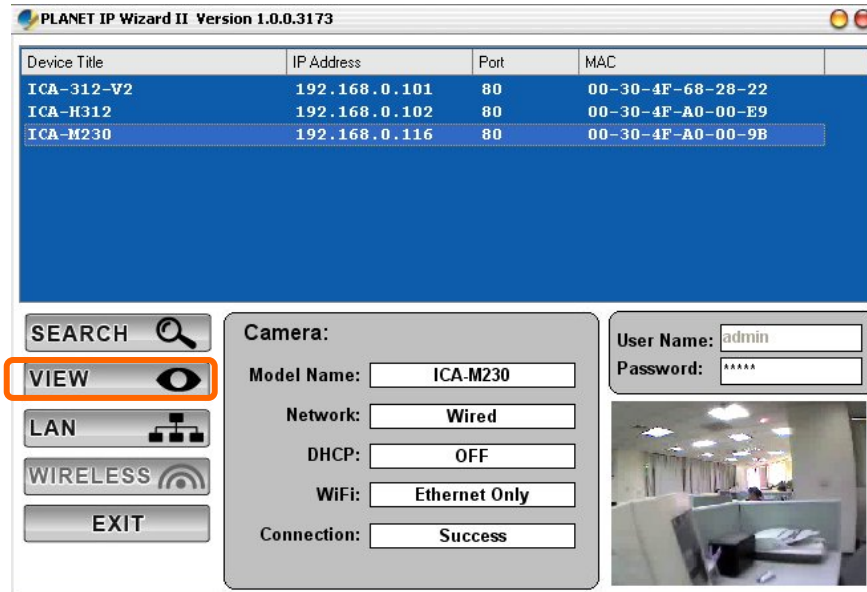 PLANET IP Wizard II Version 1.0.0.3173
Device Title IP Address Port MAC
ICA-312-V2 192.168.0.101 80 00-30-4F-68-28-22
ICA-H312 192.168.0.102 80 00-30-4F-A0-00-E9
ICA-M230 192.168.0.116 80 00-30-4F-A0-00-9B
SEARCH
VIEW
LAN
WIRELESS
EXIT
Camera:
Model Name: ICA-M230
Network: Wired
DHCP: OFF
WiFi: Ethernet Only
Connection: Success
User Name: admin
Password: *****